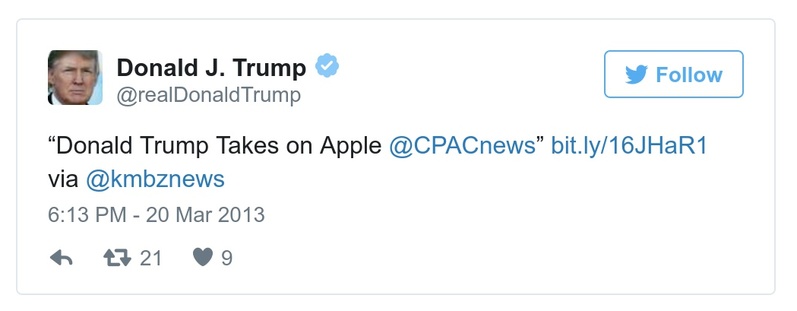 Donald J. Trump
@realDonaldTrump
Follow
“Donald Trump Takes on Apple @CPACnews” bit.ly/16JHaR1
via @kmbznews
6:13 PM - 20 Mar 2013
21 9